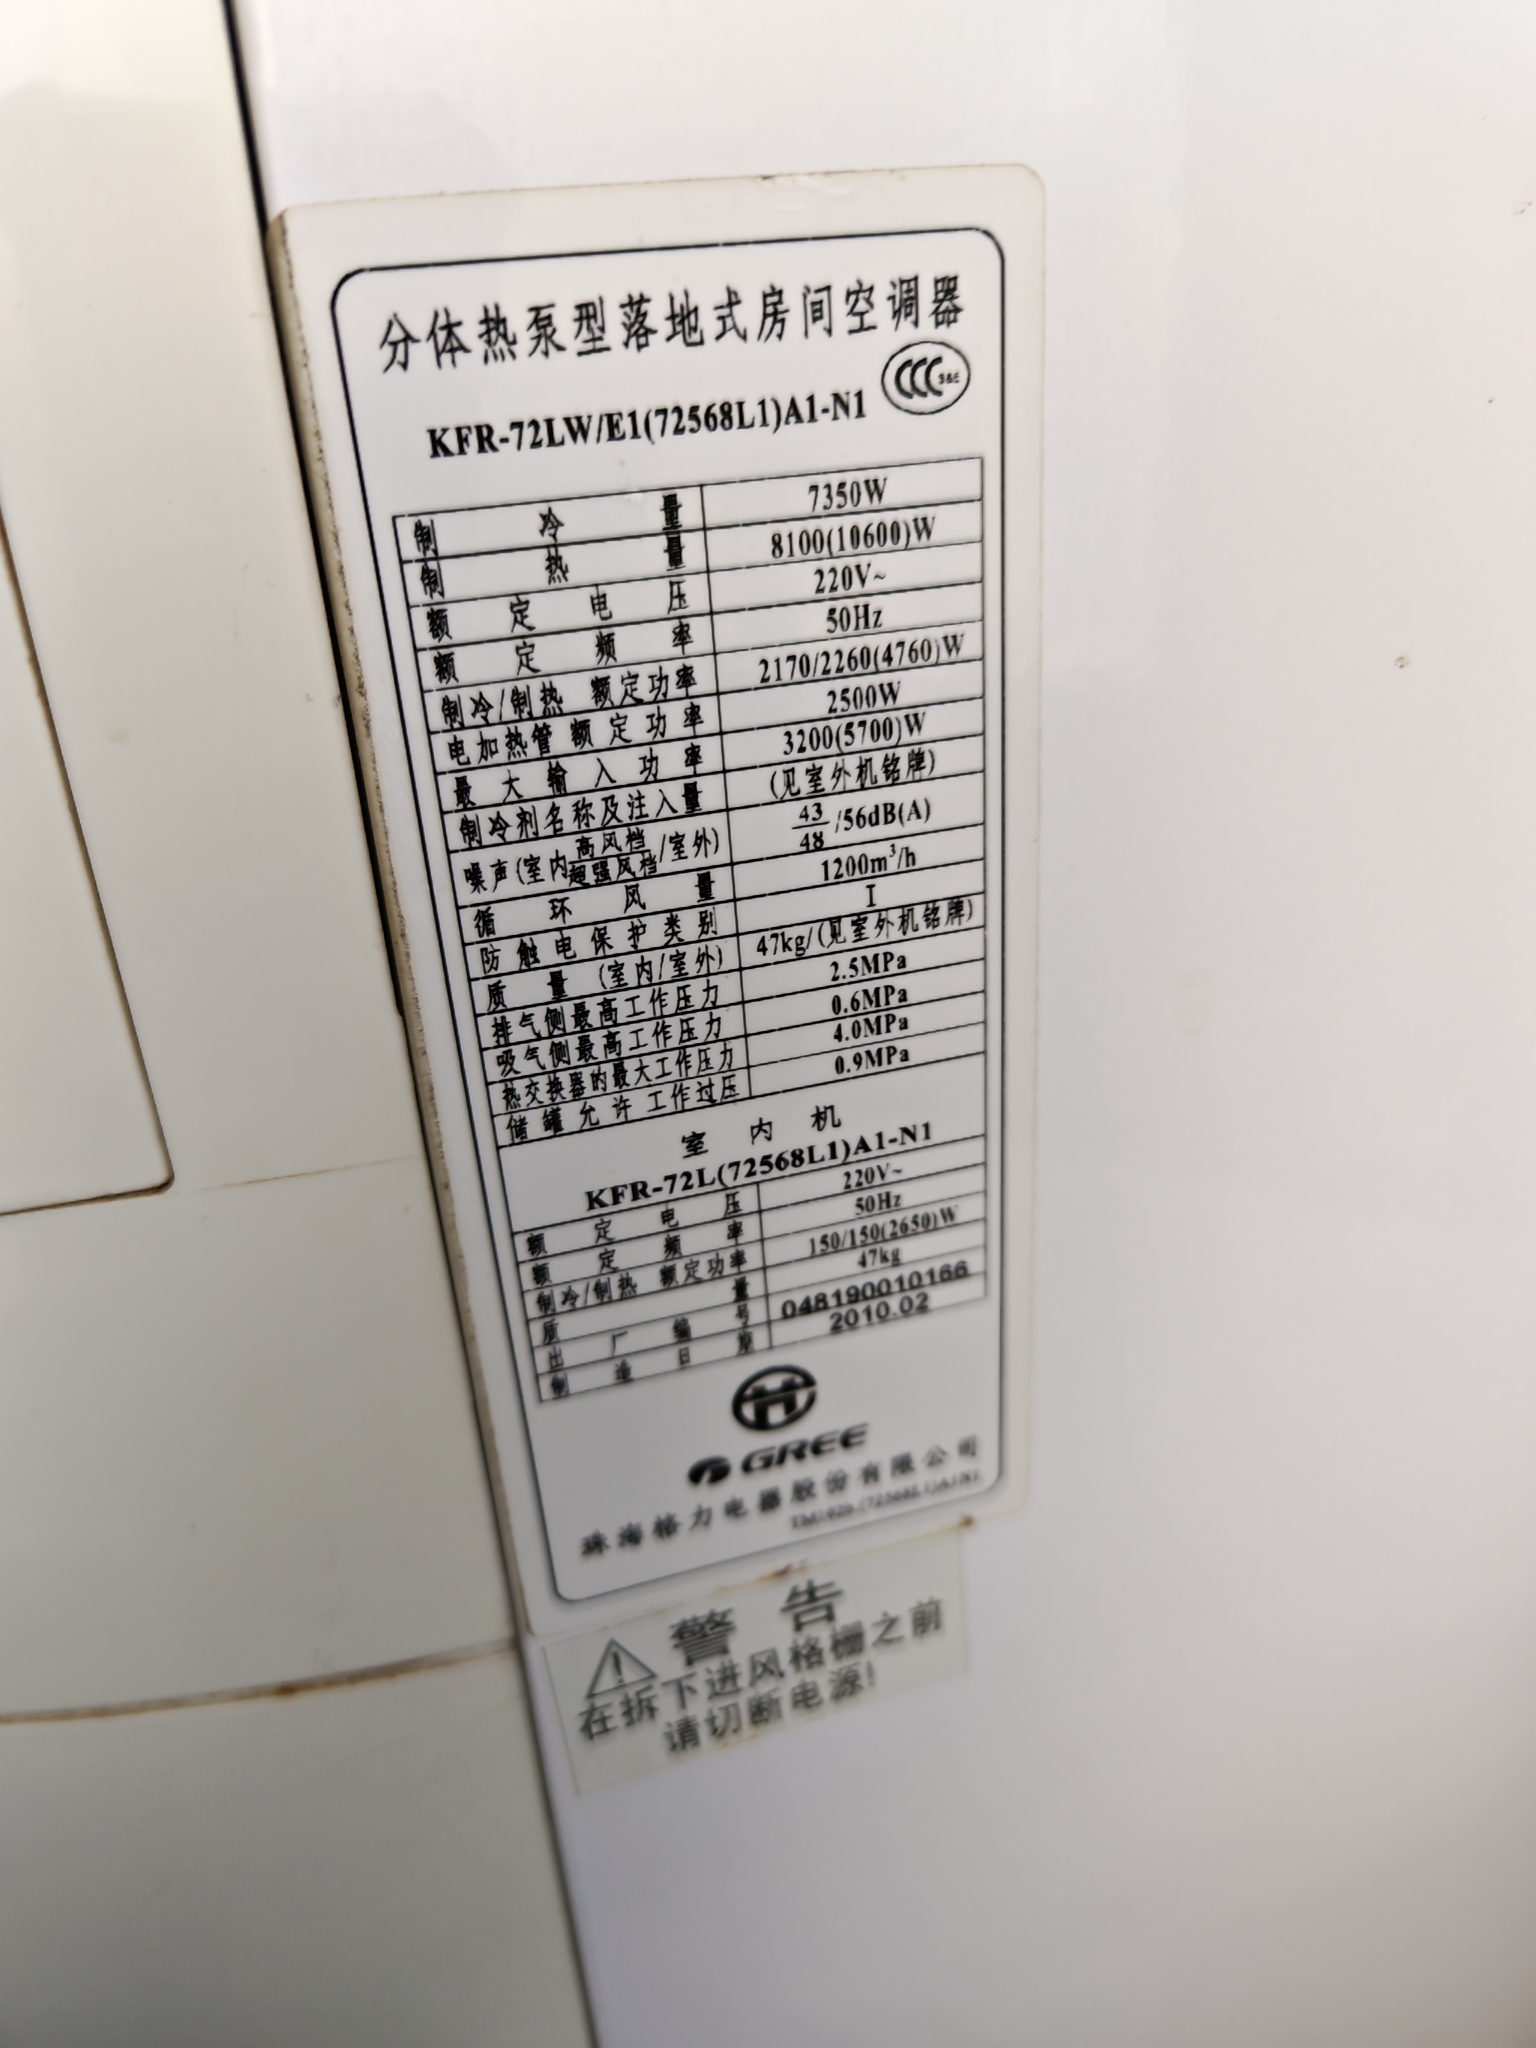 分体热泵型落地式房间空调器
KFR-72LW/E1(72568L1)A1-N1
CCC S&E
制冷量 7350W
制热量 8100(10600)W
额定电压 220V~
额定频率 50Hz
制冷/制热 额定功率 2170/2260(4760)W
电加热管额定功率 2500W
最大输入功率 3200(5700)W
制冷剂名称及注入量 (见室外机铭牌)
噪声(室内高风档/超强风档/室外) 43/48/56dB(A)
循环风量 1200m³/h
防触电保护类别 I
质量(室内/室外) 47kg/(见室外机铭牌)
排气侧最高工作压力 2.5MPa
吸气侧最高工作压力 0.6MPa
热交换器的最大工作压力 4.0MPa
储罐允许工作过压 0.9MPa
室内机
KFR-72L(72568L1)A1-N1
额定电压 220V~
额定频率 50Hz
制冷/制热 额定功率 150/150(2650)W
质量 47kg
出厂编号 048190010166
制造日期 2010.02
GREE
珠海格力电器股份有限公司
警告
在拆下进风格栅之前
请切断电源!